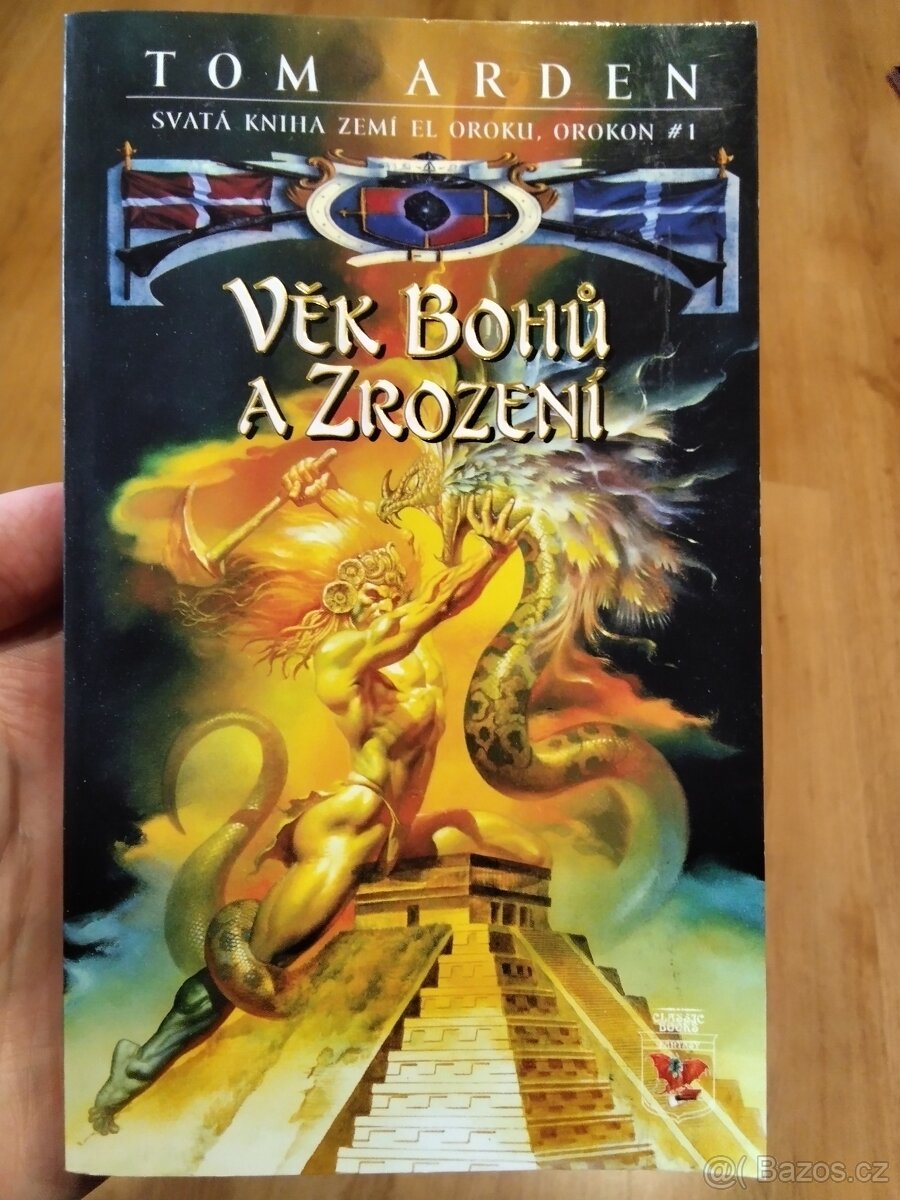 TOM ARDEN
SVATÁ KNIHA ZEMÍ EL OROKU, OROKON #1
VĚK BOHŮ
A ZROZENÍ
CLASSIC
BOOKS
@( Bazos.cz